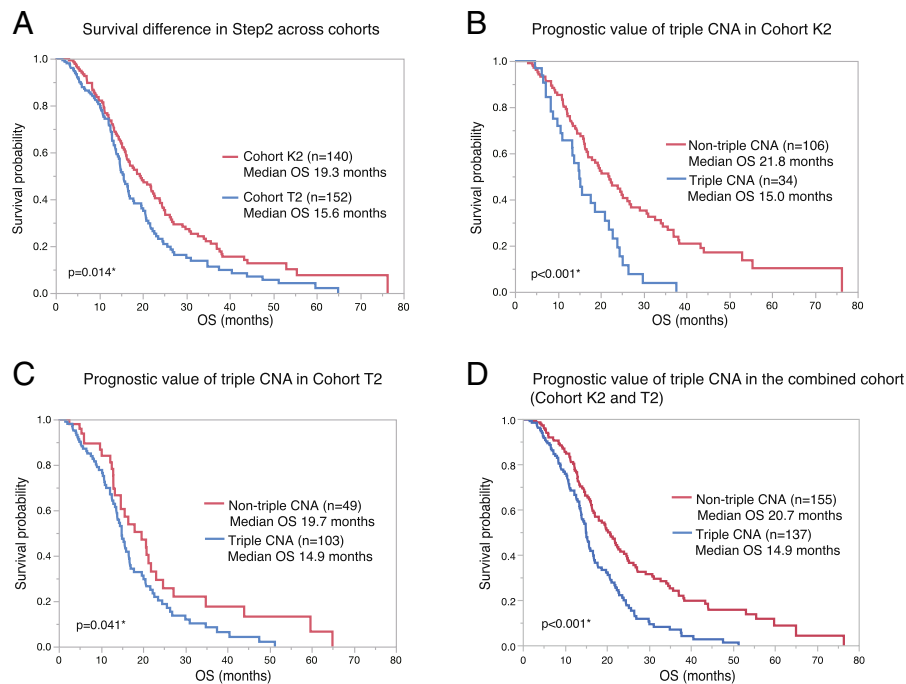 A
Survival difference in Step2 across cohorts
Survival probability
1.0
0.8
0.6
0.4
0.2
0.0
Cohort K2 (n=140)
Median OS 19.3 months
Cohort T2 (n=152)
Median OS 15.6 months
p=0.014*
0 10 20 30 40 50 60 70 80
OS (months)
B
Prognostic value of triple CNA in Cohort K2
Survival probability
1.0
0.8
0.6
0.4
0.2
0.0
Non-triple CNA (n=106)
Median OS 21.8 months
Triple CNA (n=34)
Median OS 15.0 months
p<0.001*
0 10 20 30 40 50 60 70 80
OS (months)
C
Prognostic value of triple CNA in Cohort T2
Survival probability
1.0
0.8
0.6
0.4
0.2
0.0
Non-triple CNA (n=49)
Median OS 19.7 months
Triple CNA (n=103)
Median OS 14.9 months
p=0.041*
0 10 20 30 40 50 60 70 80
OS (months)
D
Prognostic value of triple CNA in the combined cohort
(Cohort K2 and T2)
Survival probability
1.0
0.8
0.6
0.4
0.2
0.0
Non-triple CNA (n=155)
Median OS 20.7 months
Triple CNA (n=137)
Median OS 14.9 months
p<0.001*
0 10 20 30 40 50 60 70 80
OS (months)